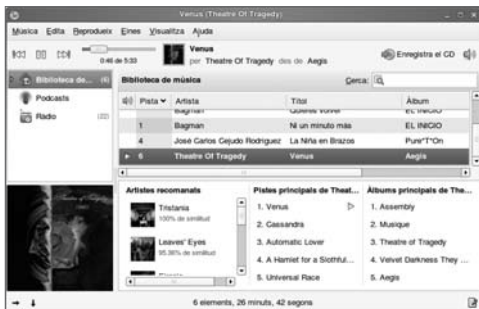 Venus (Theatre Of Tragedy)
Música Edita Reprodueix Eines Visualitza Ajuda
Venus
0:46 de 5:33 per Theatre Of Tragedy des de Aegis
Enregistra el CD
Biblioteca de... (6)
Podcasts
Ràdio
Biblioteca de música Cerca:
Pista Artista Títol Àlbum
Bagman Quieres volver EL INICIO
1 Bagman Ni un minuto más EL INICIO
4 José Carlos Cejudo Rodríguez La Niña en Brazos Pure*T*On
6 Theatre Of Tragedy Venus Aegis
Artistes recomanats
Tristania
100% de similitud
Leaves' Eyes
95.36% de similitud
Pistes principals de Theat...
1. Venus
2. Cassandra
3. Automatic Lover
4. A Hamlet for a Slothful...
5. Universal Race
Àlbums principals de The...
1. Assembly
2. Musique
3. Theatre of Tragedy
4. Velvet Darkness They ...
5. Aegis
6 elements, 26 minuts, 42 segons